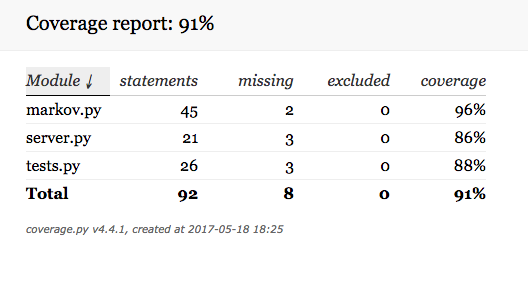 Coverage report: 91%
Module ↓ statements missing excluded coverage
markov.py 45 2 0 96%
server.py 21 3 0 86%
tests.py 26 3 0 88%
Total 92 8 0 91%
coverage.py v4.4.1, created at 2017-05-18 18:25